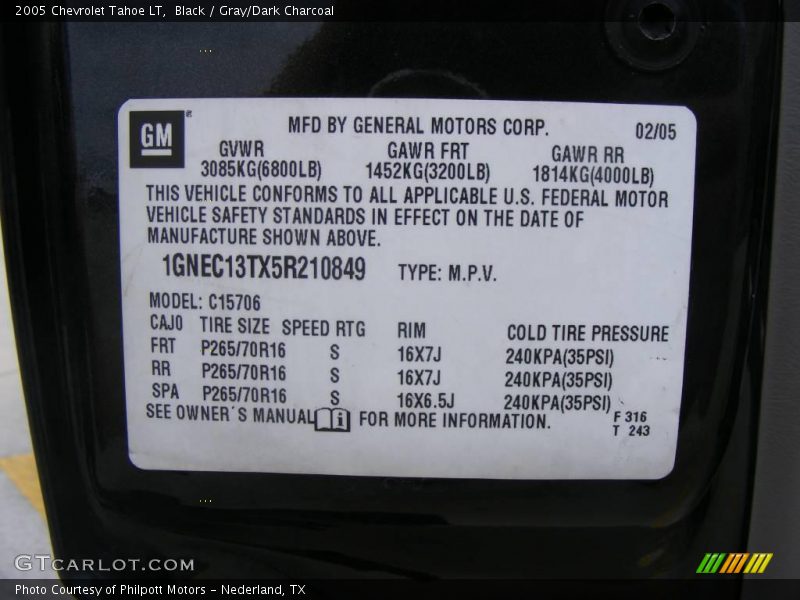 2005 Chevrolet Tahoe LT, Black / Gray/Dark Charcoal
GM® MFD BY GENERAL MOTORS CORP. 02/05
GVWR GAWR FRT GAWR RR
3085KG(6800LB) 1452KG(3200LB) 1814KG(4000LB)
THIS VEHICLE CONFORMS TO ALL APPLICABLE U.S. FEDERAL MOTOR
VEHICLE SAFETY STANDARDS IN EFFECT ON THE DATE OF
MANUFACTURE SHOWN ABOVE.
1GNEC13TX5R210849 TYPE: M.P.V.
MODEL: C15706
CAJ0 TIRE SIZE SPEED RTG RIM COLD TIRE PRESSURE
FRT P265/70R16 S 16X7J 240KPA(35PSI)
RR P265/70R16 S 16X7J 240KPA(35PSI)
SPA P265/70R16 S 16X6.5J 240KPA(35PSI)
SEE OWNER´S MANUAL i FOR MORE INFORMATION.
F 316
T 243
GTCARLOT.COM
Photo Courtesy of Philpott Motors - Nederland, TX